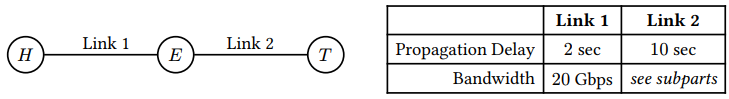 H Link 1 E Link 2 T
Link 1 Link 2
Propagation Delay 2 sec 10 sec
Bandwidth 20 Gbps see subparts